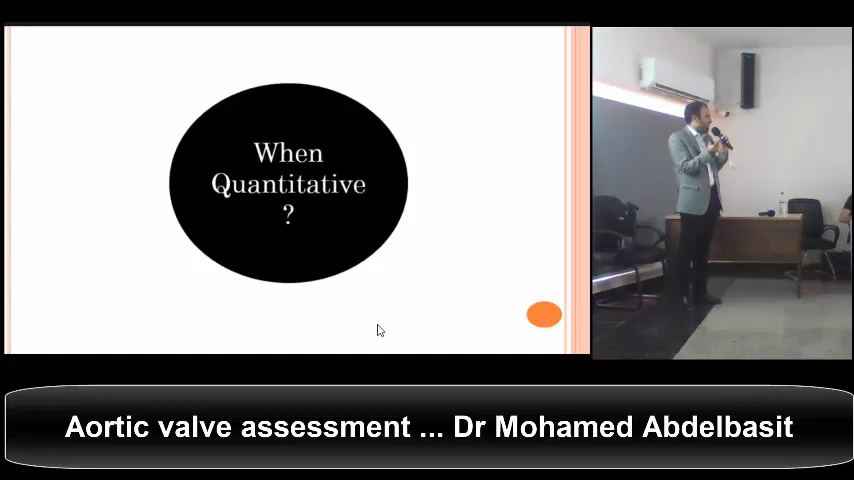 When
Quantitative
?
Aortic valve assessment ... Dr Mohamed Abdelbasit